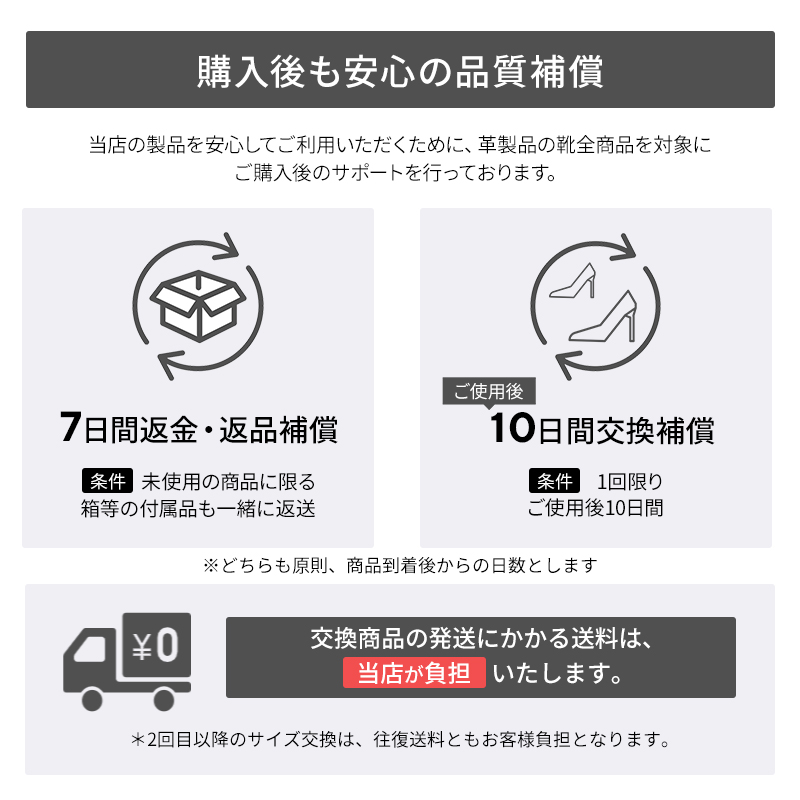 購入後も安心の品質補償
当店の製品を安心してご利用いただくために、革製品の靴全商品を対象に
ご購入後のサポートを行っております。
7日間返金・返品補償
条件 未使用の商品に限る
箱等の付属品も一緒に返送
ご使用後
10日間交換補償
条件 1回限り
ご使用後10日間
※どちらも原則、商品到着後からの日数とします
¥0
交換商品の発送にかかる送料は、
当店が負担 いたします。
＊2回目以降のサイズ交換は、往復送料ともお客様負担となります。